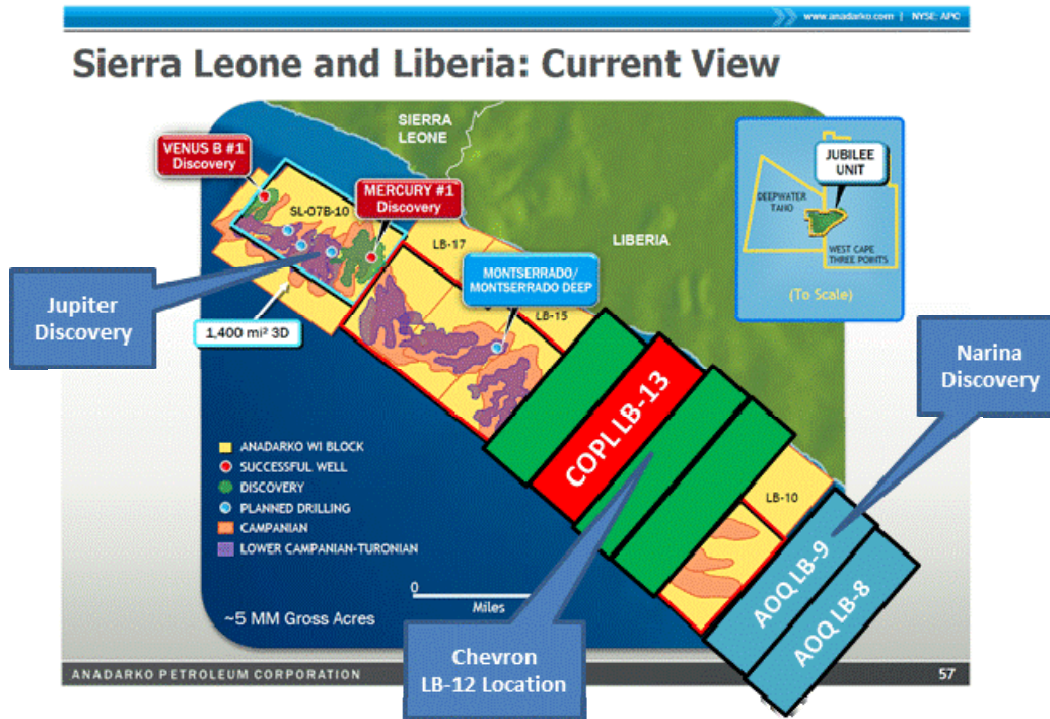 www.anadarko.com | NYSE: APC
Sierra Leone and Liberia: Current View
SIERRA
LEONE
VENUS B #1
Discovery
MERCURY #1
Discovery
SL-07B-10
LB-17
LIBERIA
MONTSERRADO/
MONTSERRADO DEEP
LB-15
JUBILEE
UNIT
DEEPWATER
TANO
WEST CAPE
THREE POINTS
(To Scale)
Jupiter
Discovery
1,400 mi² 3D
Narina
Discovery
COPL LB-13
LB-10
AOQ LB-9
AOQ LB-8
ANADARKO WI BLOCK
SUCCESSFUL WELL
DISCOVERY
PLANNED DRILLING
CAMPANIAN
LOWER CAMPANIAN-TURONIAN
0
Miles
~5 MM Gross Acres
Chevron
LB-12 Location
ANADARKO PETROLEUM CORPORATION
57